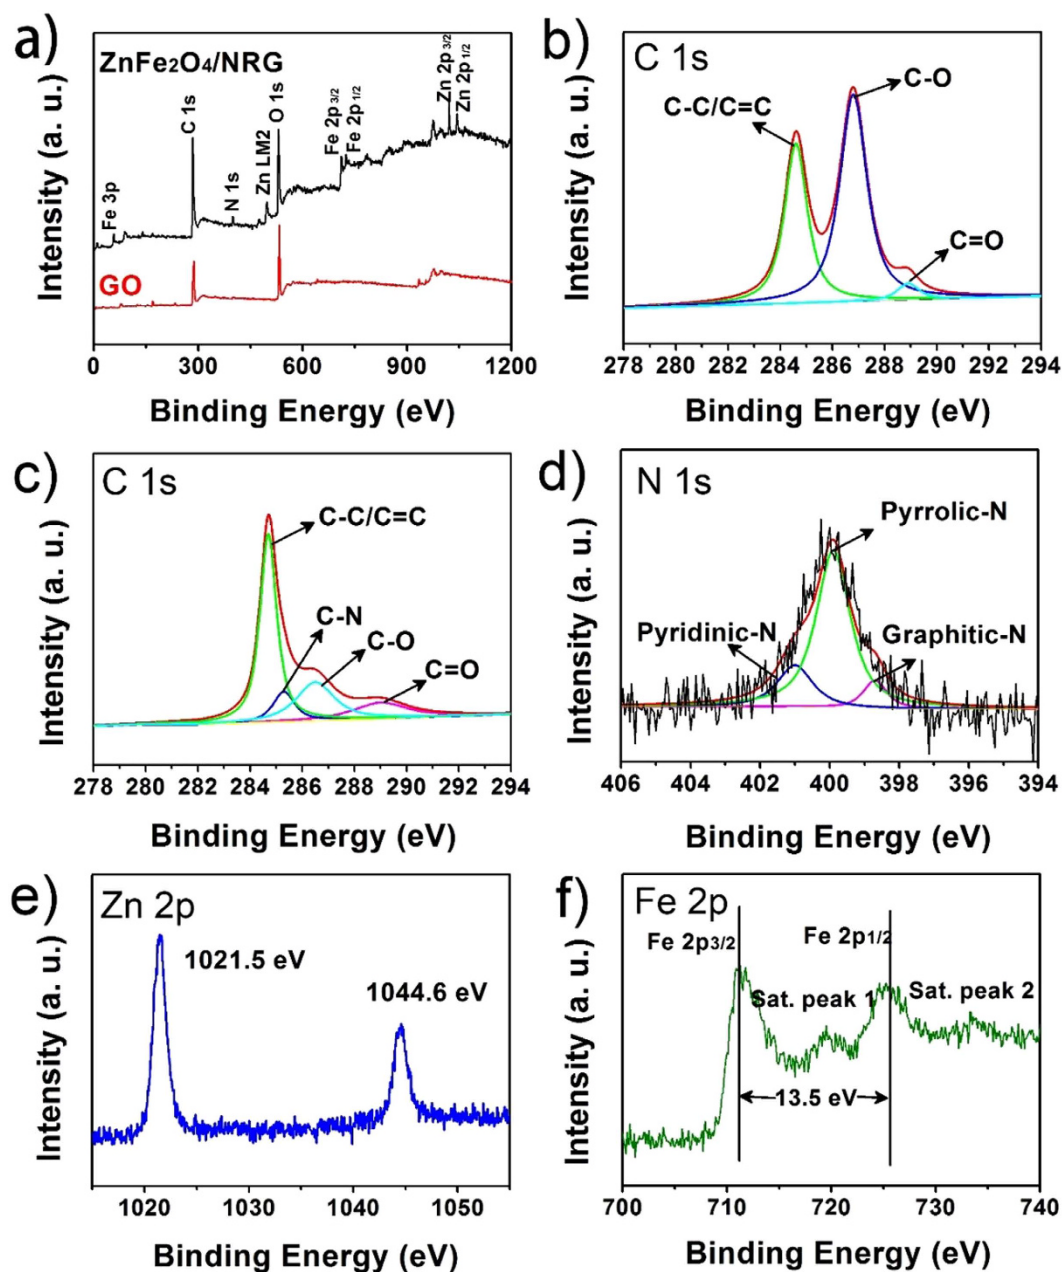 a)
ZnFe₂O₄/NRG
Fe 3p
C 1s
N 1s
Zn LM2
O 1s
Fe 2p 3/2
Fe 2p 1/2
Zn 2p 3/2
Zn 2p 1/2
GO
Intensity (a. u.)
0 300 600 900 1200
Binding Energy (eV)
b)
C 1s
C-C/C=C
C-O
C=O
Intensity (a. u.)
278 280 282 284 286 288 290 292 294
Binding Energy (eV)
c)
C 1s
C-C/C=C
C-N
C-O
C=O
Intensity (a. u.)
278 280 282 284 286 288 290 292 294
Binding Energy (eV)
d)
N 1s
Pyrrolic-N
Pyridinic-N
Graphitic-N
Intensity (a. u.)
406 404 402 400 398 396 394
Binding Energy (eV)
e)
Zn 2p
1021.5 eV
1044.6 eV
Intensity (a. u.)
1020 1030 1040 1050
Binding Energy (eV)
f)
Fe 2p
Fe 2p3/2
Fe 2p1/2
Sat. peak 1
Sat. peak 2
13.5 eV
Intensity (a. u.)
700 710 720 730 740
Binding Energy (eV)